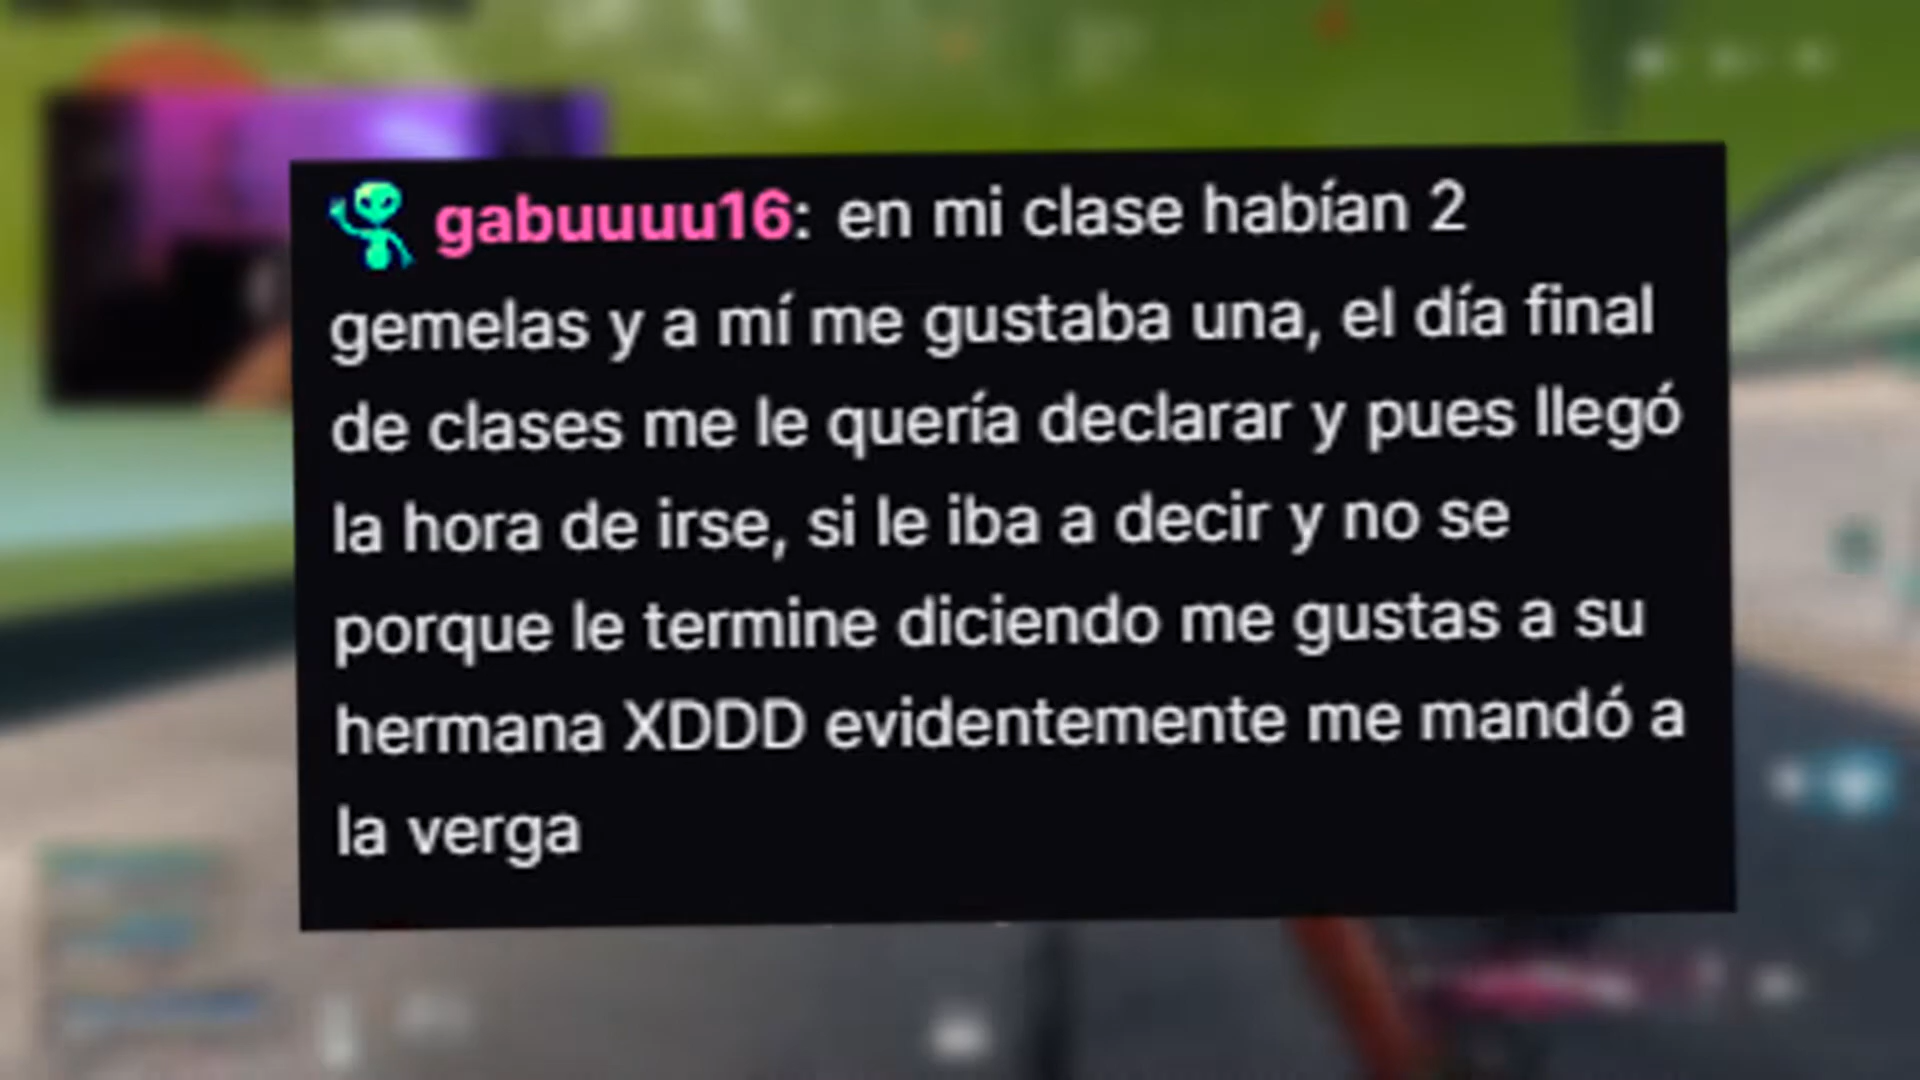 gabuuuu16: en mi clase habían 2
gemelas y a mí me gustaba una, el día final
de clases me le quería declarar y pues llegó
la hora de irse, si le iba a decir y no se
porque le termine diciendo me gustas a su
hermana XDDD evidentemente me mandó a
la verga